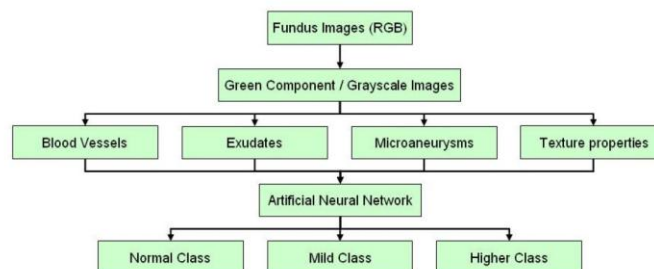 Fundus Images (RGB)
Green Component / Grayscale Images
Blood Vessels
Exudates
Microaneurysms
Texture properties
Artificial Neural Network
Normal Class
Mild Class
Higher Class